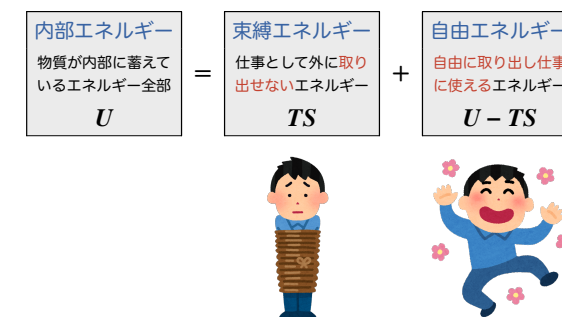 内部エネルギー
物質が内部に蓄えて
いるエネルギー全部
U
=
束縛エネルギー
仕事として外に取り
出せないエネルギー
TS
+
自由エネルギー
自由に取り出し仕事
に使えるエネルギー
U − TS